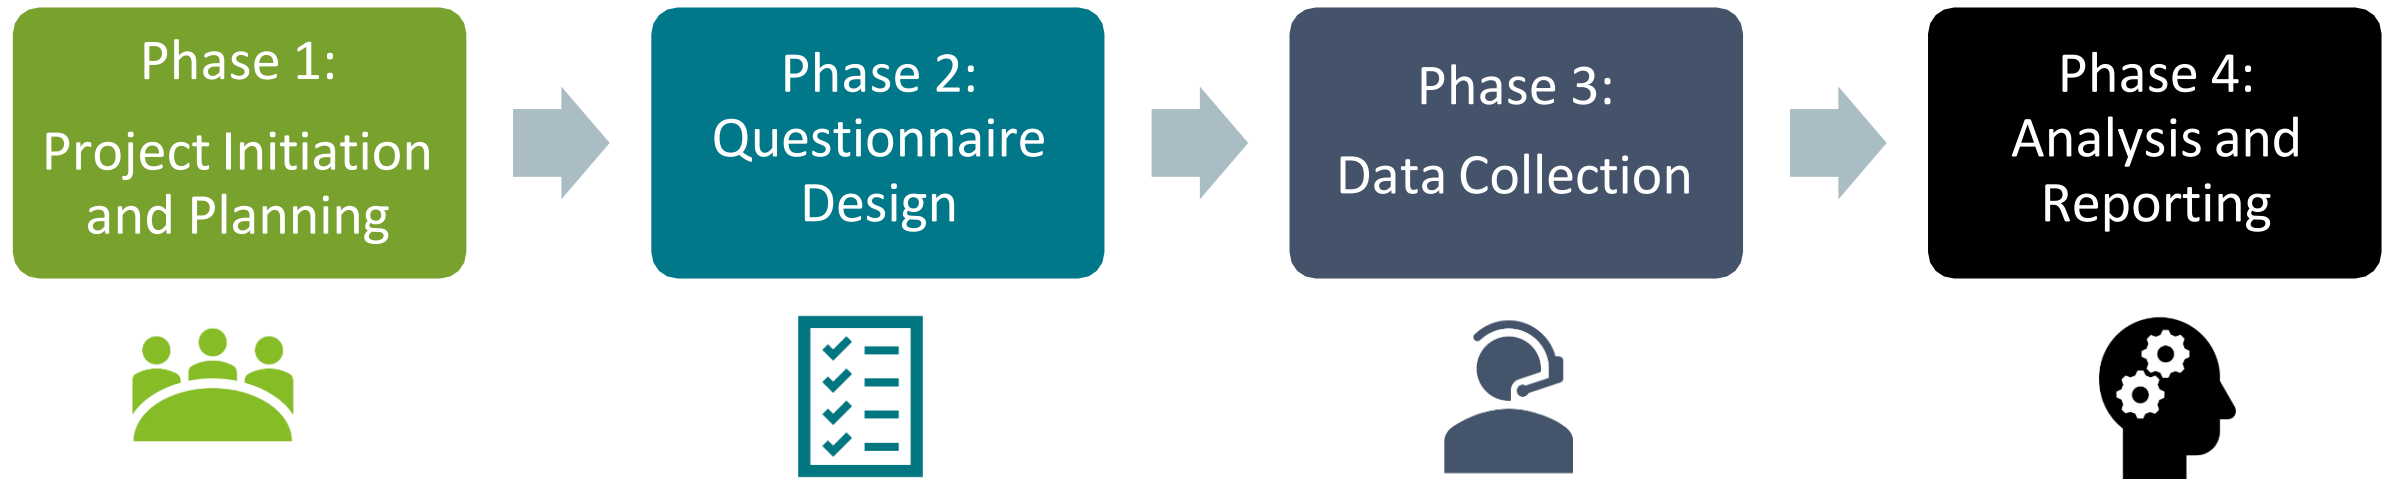 Phase 1:
Project Initiation
and Planning
Phase 2:
Questionnaire
Design
Phase 3:
Data Collection
Phase 4:
Analysis and
Reporting